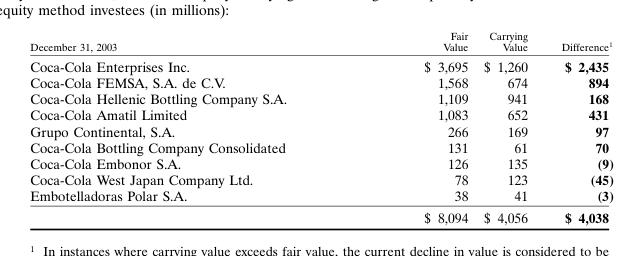 equity method investees (in millions):
Fair Carrying
December 31, 2003 Value Value Difference¹
Coca-Cola Enterprises Inc. $ 3,695 $ 1,260 $ 2,435
Coca-Cola FEMSA, S.A. de C.V. 1,568 674 894
Coca-Cola Hellenic Bottling Company S.A. 1,109 941 168
Coca-Cola Amatil Limited 1,083 652 431
Grupo Continental, S.A. 266 169 97
Coca-Cola Bottling Company Consolidated 131 61 70
Coca-Cola Embonor S.A. 126 135 (9)
Coca-Cola West Japan Company Ltd. 78 123 (45)
Embotelladoras Polar S.A. 38 41 (3)
$ 8,094 $ 4,056 $ 4,038
¹ In instances where carrying value exceeds fair value, the current decline in value is considered to be